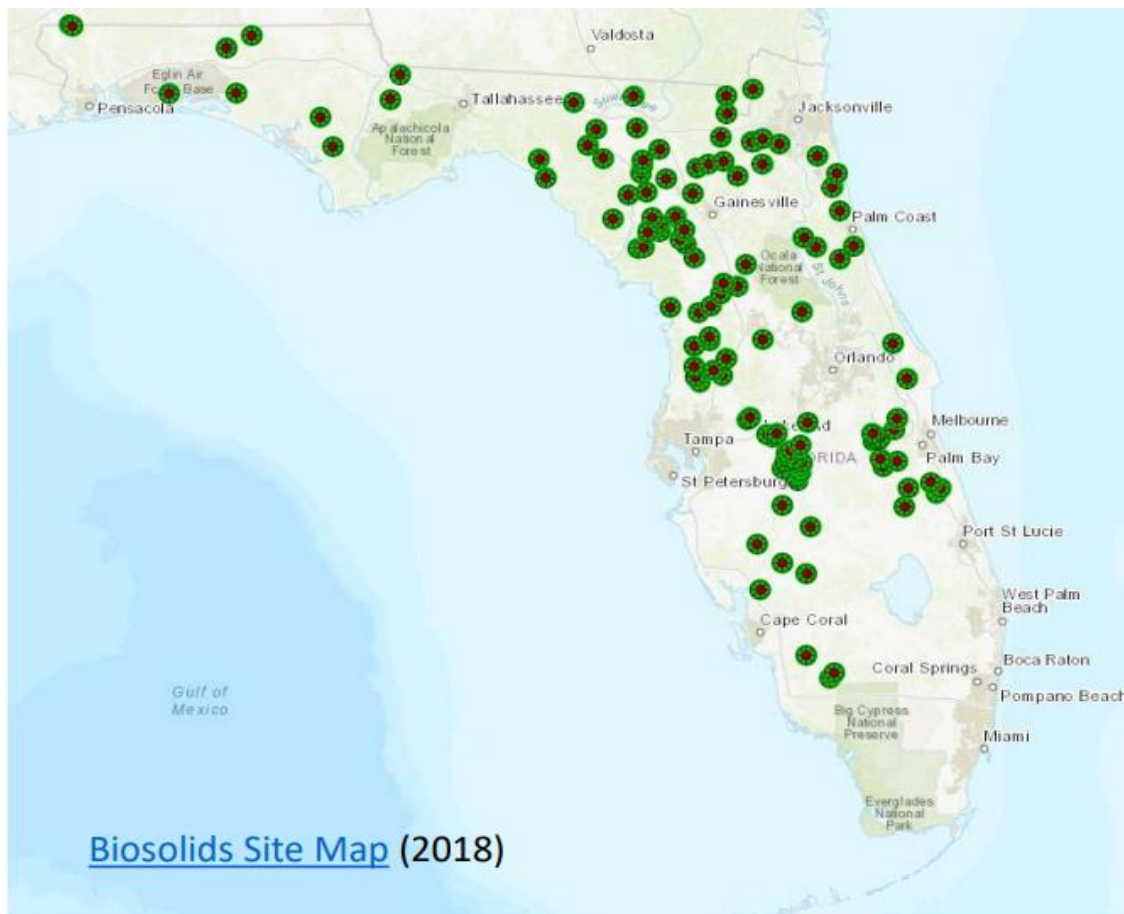 Valdosta
Eglin Air
Force Base
Pensacola
Tallahassee
Jacksonville
Apalachicola
National
Forest
Gainesville
Palm Coast
Ocala
National
Forest
St Johns
Orlando
Melbourne
Tampa
Palm Bay
St Petersburg
Port St Lucie
West Palm
Beach
Cape Coral
Boca Raton
Coral Springs
Pompano Beach
Gulf of
Mexico
Big Cypress
National
Preserve
Miami
Everglades
National
Park
Biosolids Site Map (2018)